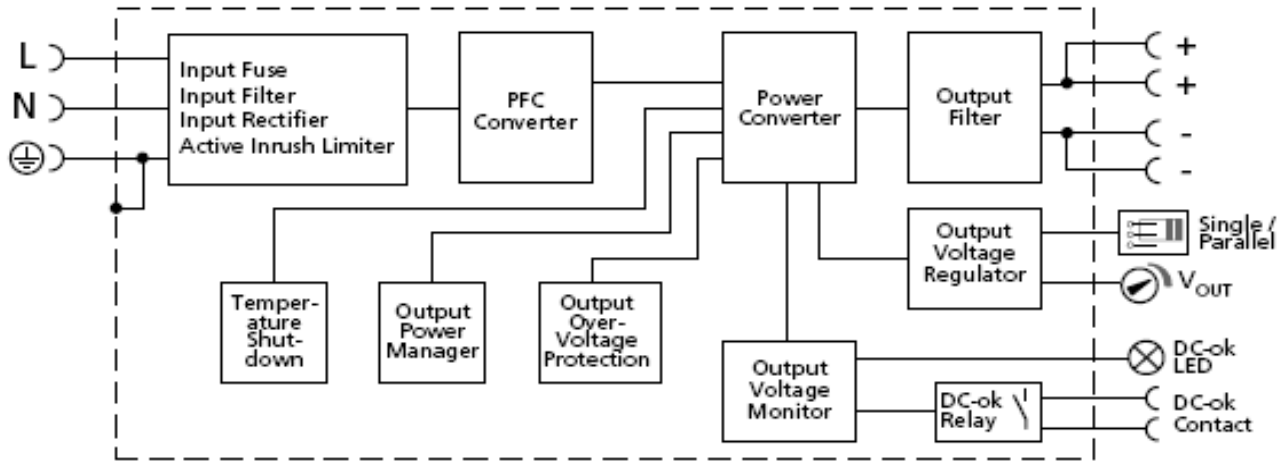 L
N
Input Fuse
Input Filter
Input Rectifier
Active Inrush Limiter
PFC
Converter
Power
Converter
Output
Filter
+
+
-
-
Output
Voltage
Regulator
Single /
Parallel
VOUT
Temper-
ature
Shut-
down
Output
Power
Manager
Output
Over-
Voltage
Protection
Output
Voltage
Monitor
DC-ok
LED
DC-ok
Relay
DC-ok
Contact